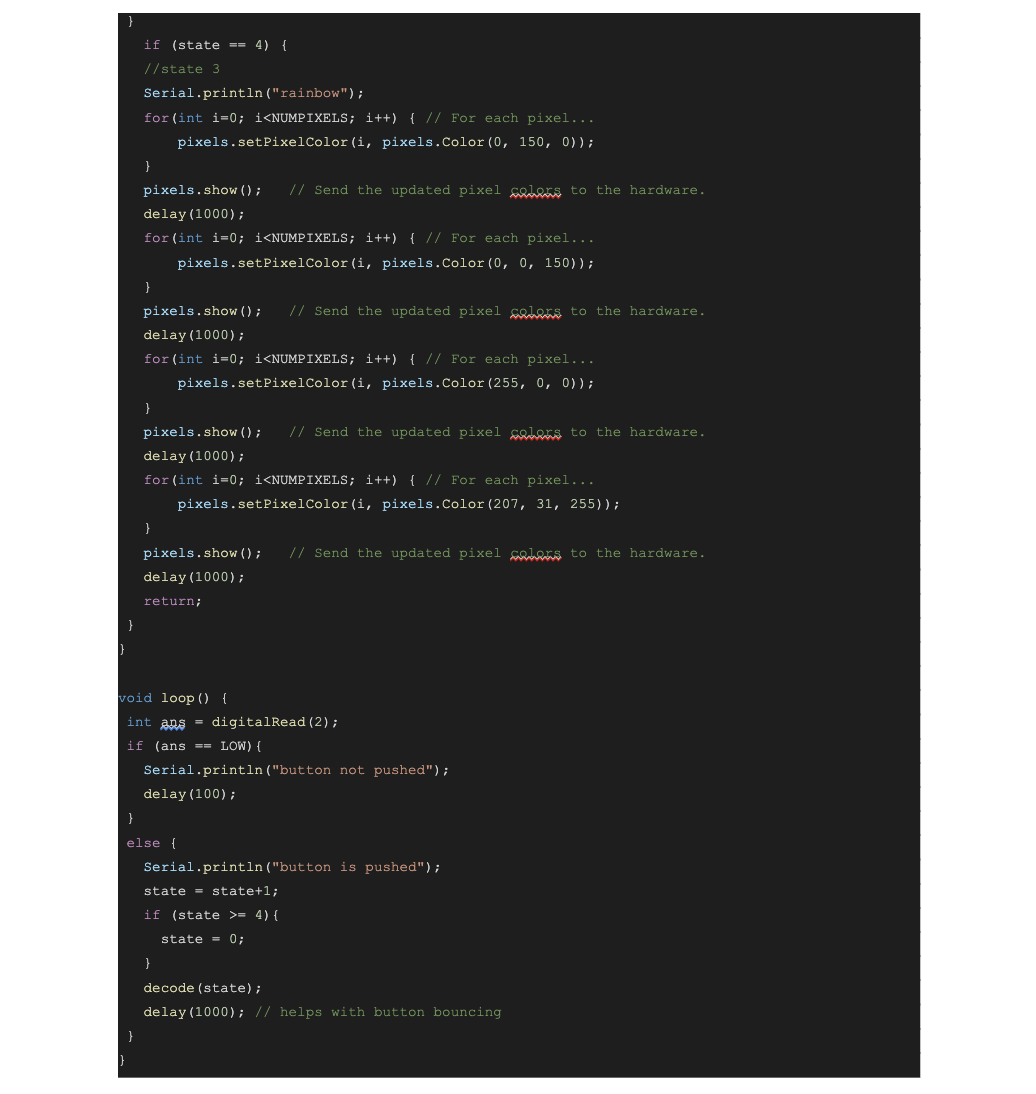 }
if (state == 4) {
//state 3
Serial.println("rainbow");
for(int i=0; i<NUMPIXELS; i++) { // For each pixel...
pixels.setPixelColor(i, pixels.Color(0, 150, 0));
}
pixels.show();   // Send the updated pixel colors to the hardware.
delay(1000);
for(int i=0; i<NUMPIXELS; i++) { // For each pixel...
pixels.setPixelColor(i, pixels.Color(0, 0, 150));
}
pixels.show();   // Send the updated pixel colors to the hardware.
delay(1000);
for(int i=0; i<NUMPIXELS; i++) { // For each pixel...
pixels.setPixelColor(i, pixels.Color(255, 0, 0));
}
pixels.show();   // Send the updated pixel colors to the hardware.
delay(1000);
for(int i=0; i<NUMPIXELS; i++) { // For each pixel...
pixels.setPixelColor(i, pixels.Color(207, 31, 255));
}
pixels.show();   // Send the updated pixel colors to the hardware.
delay(1000);
return;
}
}
void loop() {
int ans = digitalRead(2);
if (ans == LOW){
Serial.println("button not pushed");
delay(100);
}
else {
Serial.println("button is pushed");
state = state+1;
if (state >= 4){
state = 0;
}
decode(state);
delay(1000); // helps with button bouncing
}
}